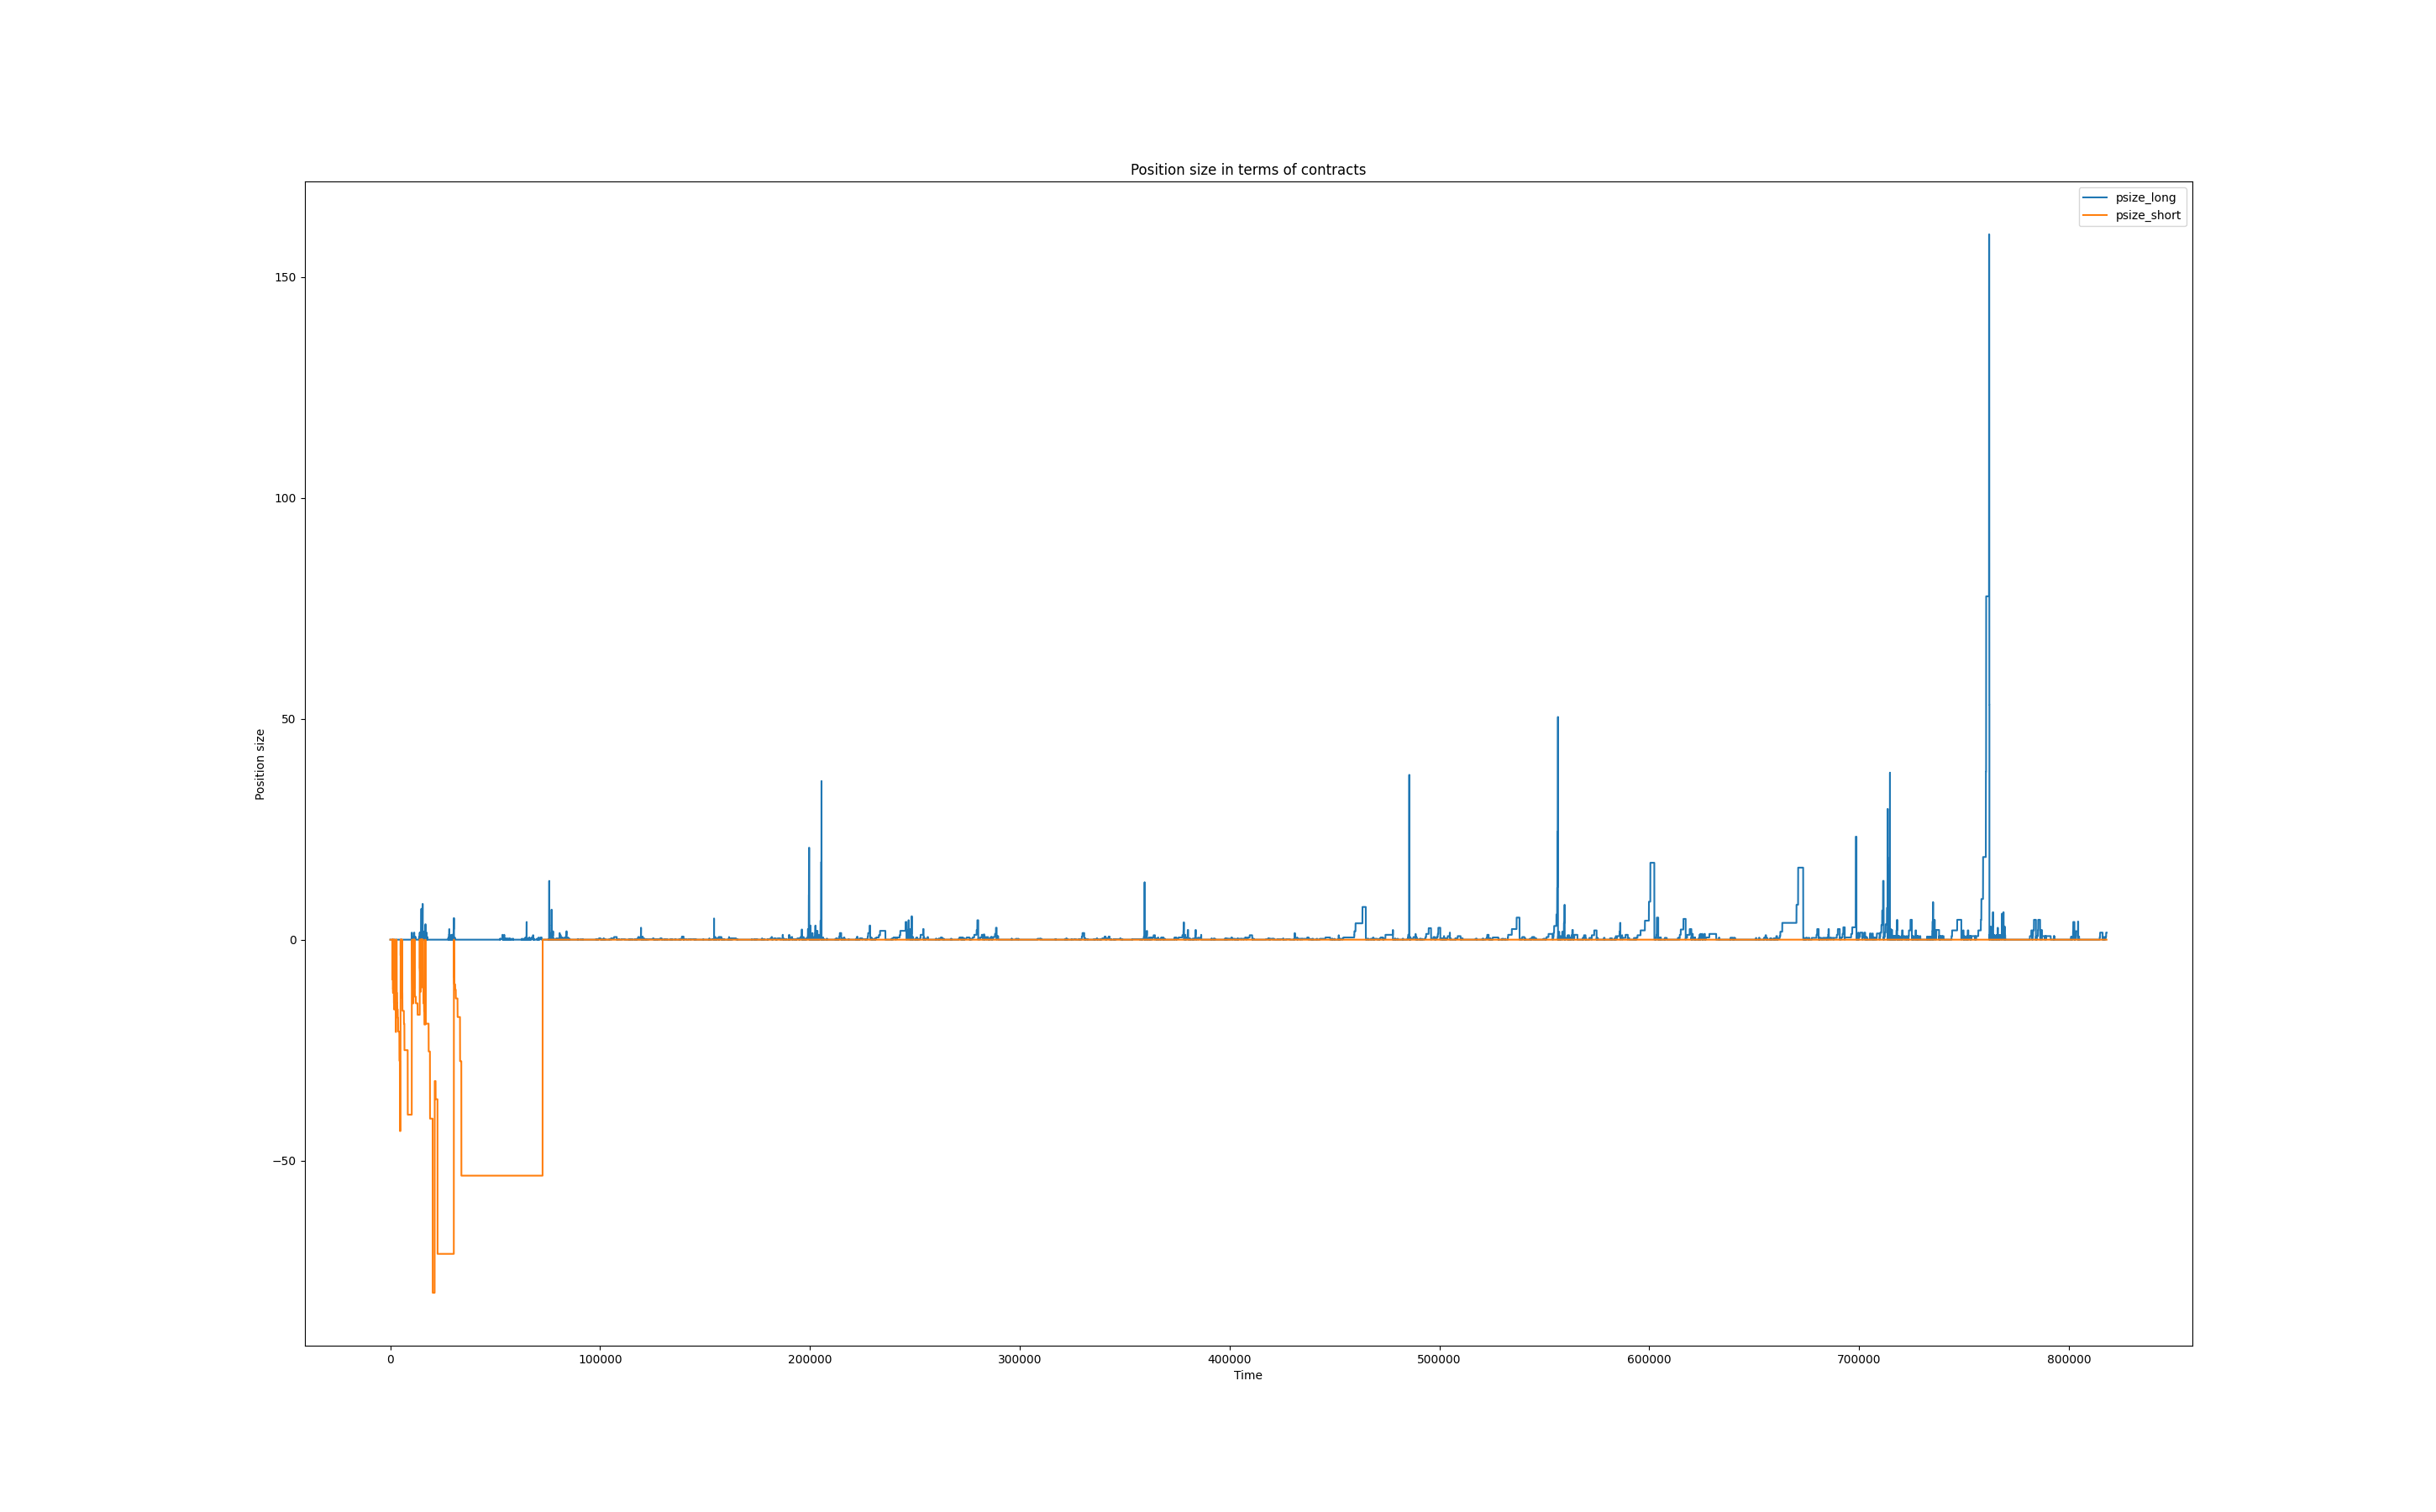 Position size in terms of contracts
psize_long
psize_short
150
100
50
0
−50
Position size
0 100000 200000 300000 400000 500000 600000 700000 800000
Time